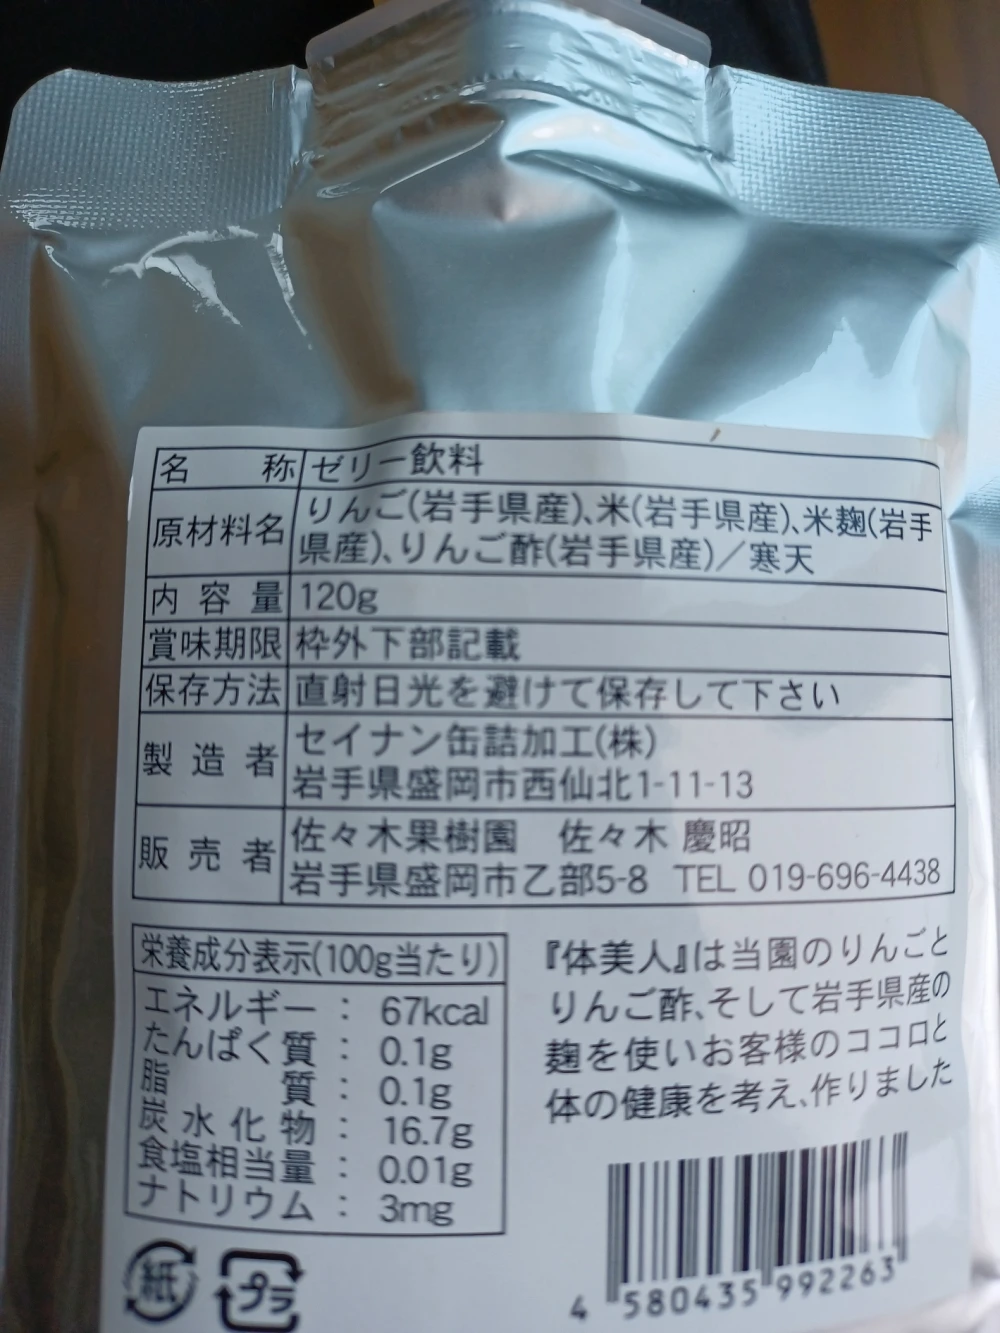 名 称 ゼリー飲料
原材料名 りんご(岩手県産)、米(岩手県産)、米麹(岩手
県産)、りんご酢(岩手県産)／寒天
内 容 量 120g
賞味期限 枠外下部記載
保存方法 直射日光を避けて保存して下さい
製 造 者 セイナン缶詰加工(株)
岩手県盛岡市西仙北1-11-13
販 売 者 佐々木果樹園 佐々木 慶昭
岩手県盛岡市乙部5-8 TEL 019-696-4438
栄養成分表示(100g当たり)
エネルギー : 67kcal
たんぱく質 : 0.1g
脂 質 : 0.1g
炭水化物 : 16.7g
食塩相当量 : 0.01g
ナトリウム : 3mg
『体美人』は当園のりんごと
りんご酢、そして岩手県産の
麹を使いお客様のココロと
体の健康を考え、作りました
紙
プラ
4 580435 992263